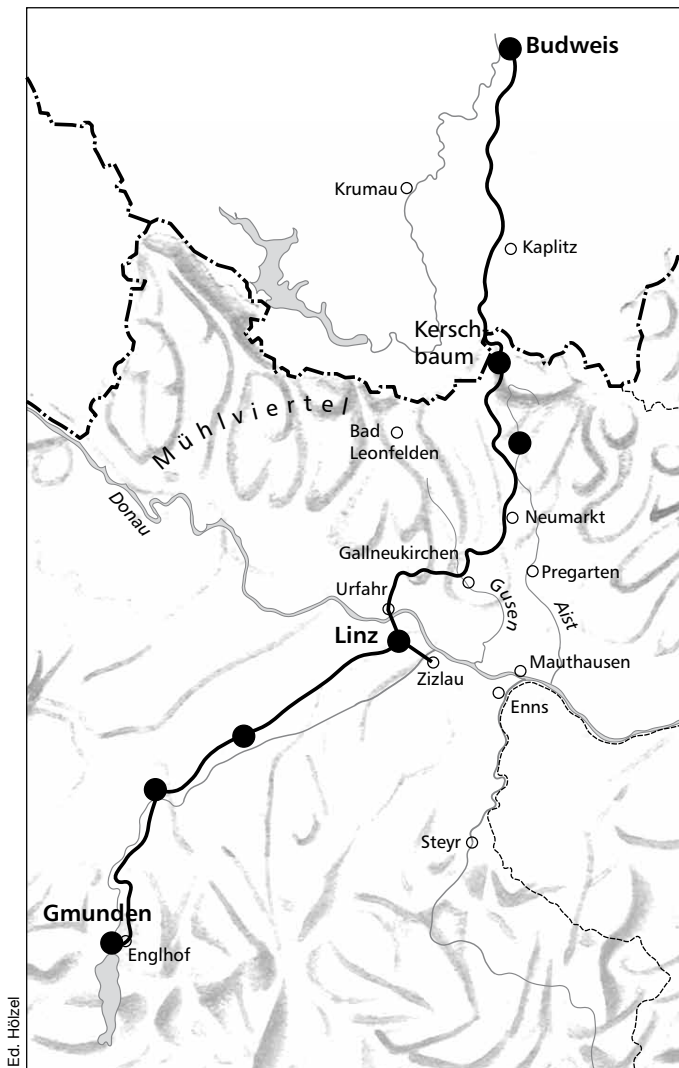 Budweis
Krumau
Kaplitz
Kersch-
baum
Mühlviertel
Bad
Leonfelden
Donau
Neumarkt
Gallneukirchen
Pregarten
Urfahr
Gusen
Aist
Linz
Mauthausen
Zizlau
Enns
Steyr
Gmunden
Englhof
Ed. Hölzel